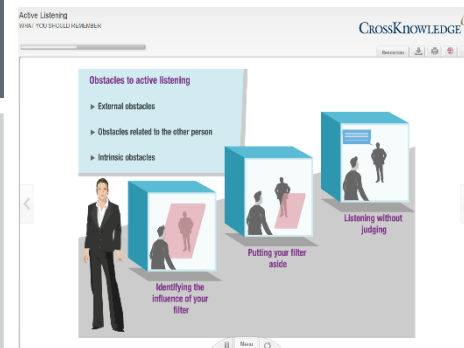 Active Listening
WHAT YOU SHOULD REMEMBER
CROSSKNOWLEDGE
Resources
Obstacles to active listening
External obstacles
Obstacles related to the other person
Intrinsic obstacles
Listening without
judging
Putting your filter
aside
Identifying the
influence of your
filter
Menu